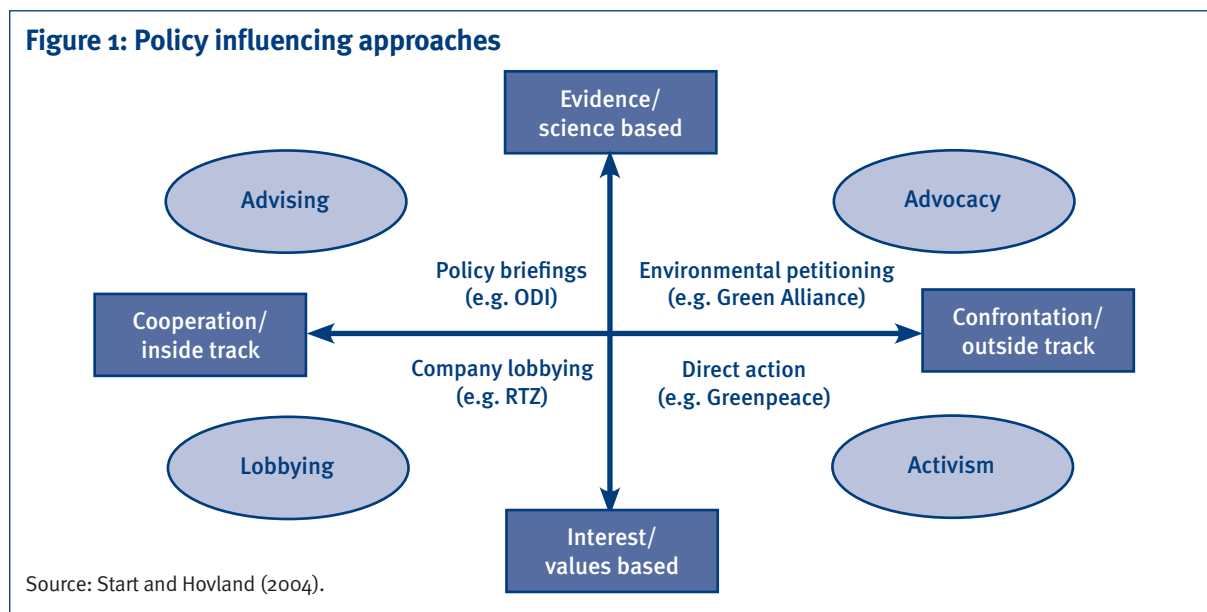 Figure 1: Policy influencing approaches
Evidence/
science based
Advising
Advocacy
Policy briefings
(e.g. ODI)
Environmental petitioning
(e.g. Green Alliance)
Cooperation/
inside track
Confrontation/
outside track
Company lobbying
(e.g. RTZ)
Direct action
(e.g. Greenpeace)
Lobbying
Activism
Interest/
values based
Source: Start and Hovland (2004).